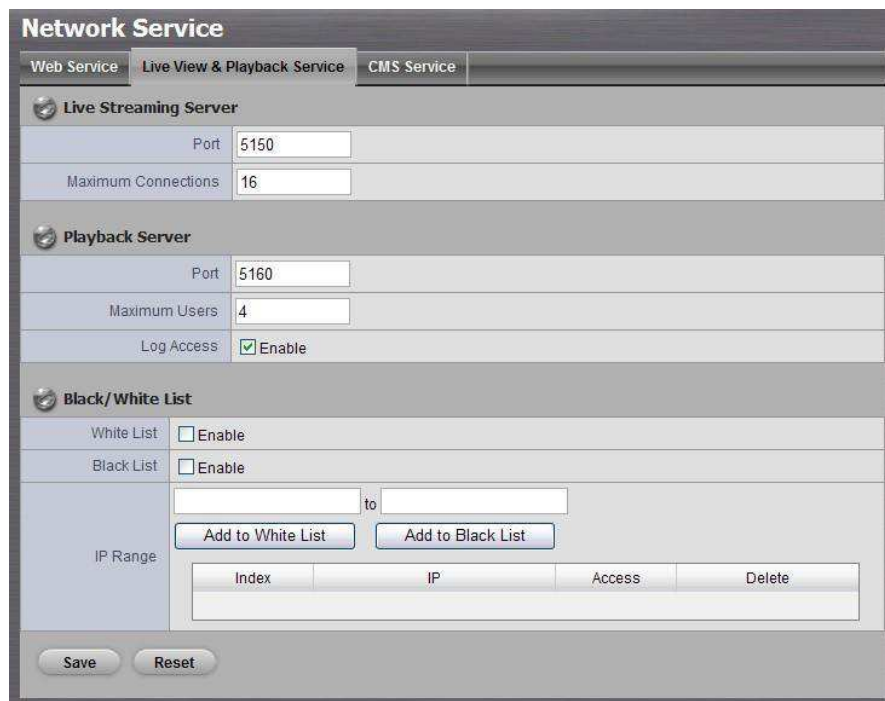 Network Service
Web Service Live View & Playback Service CMS Service
Live Streaming Server
Port 5150
Maximum Connections 16
Playback Server
Port 5160
Maximum Users 4
Log Access Enable
Black/White List
White List Enable
Black List Enable
IP Range to
Add to White List Add to Black List
Index IP Access Delete
Save Reset